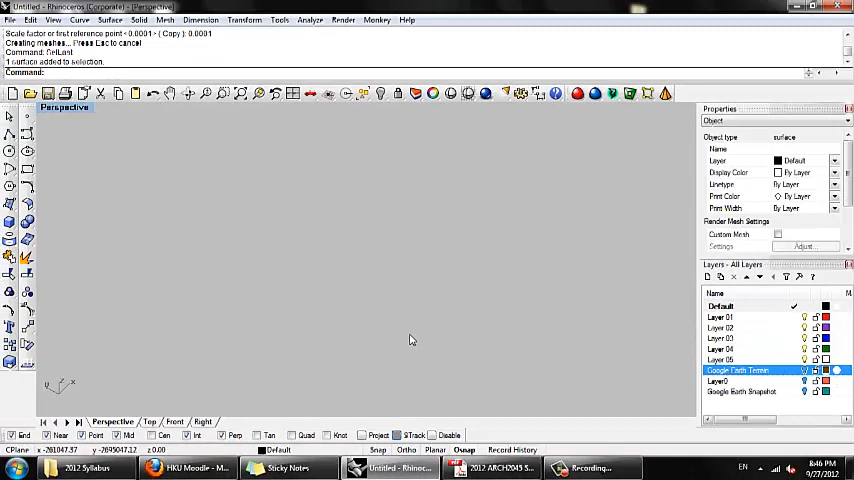 Untitled - Rhinoceros (Corporate) - [Perspective]
File Edit View Curve Surface Solid Mesh Dimension Transform Tools Analyze Render Monkey Help
Scale factor or first reference point <0.0001> ( Copy ): 0.0001
Creating meshes... Press Esc to cancel
Command: SelLast
1 surface added to selection.
Command:
Perspective
Properties
Object
Object type surface
Name
Layer Default
Display Color By Layer
Linetype By Layer
Print Color By Layer
Print Width By Layer
Render Mesh Settings
Custom Mesh
Settings Adjust...
Layers - All Layers
Name M
Default
Layer 01
Layer 02
Layer 03
Layer 04
Layer 05
Google Earth Terrain
Layer0
Google Earth Snapshot
z
y x
Perspective Top Front Right
End Near Point Mid Cen Int Perp Tan Quad Knot Project STrack Disable
CPlane x -261047.37 y -2695047.12 z 0.00 Default Snap Ortho Planar Osnap Record History
2012 Syllabus HKU Moodle - M... Sticky Notes Untitled - Rhinoc... 2012 ARCH2045 S... Recording...
EN 8:46 PM
9/27/2012